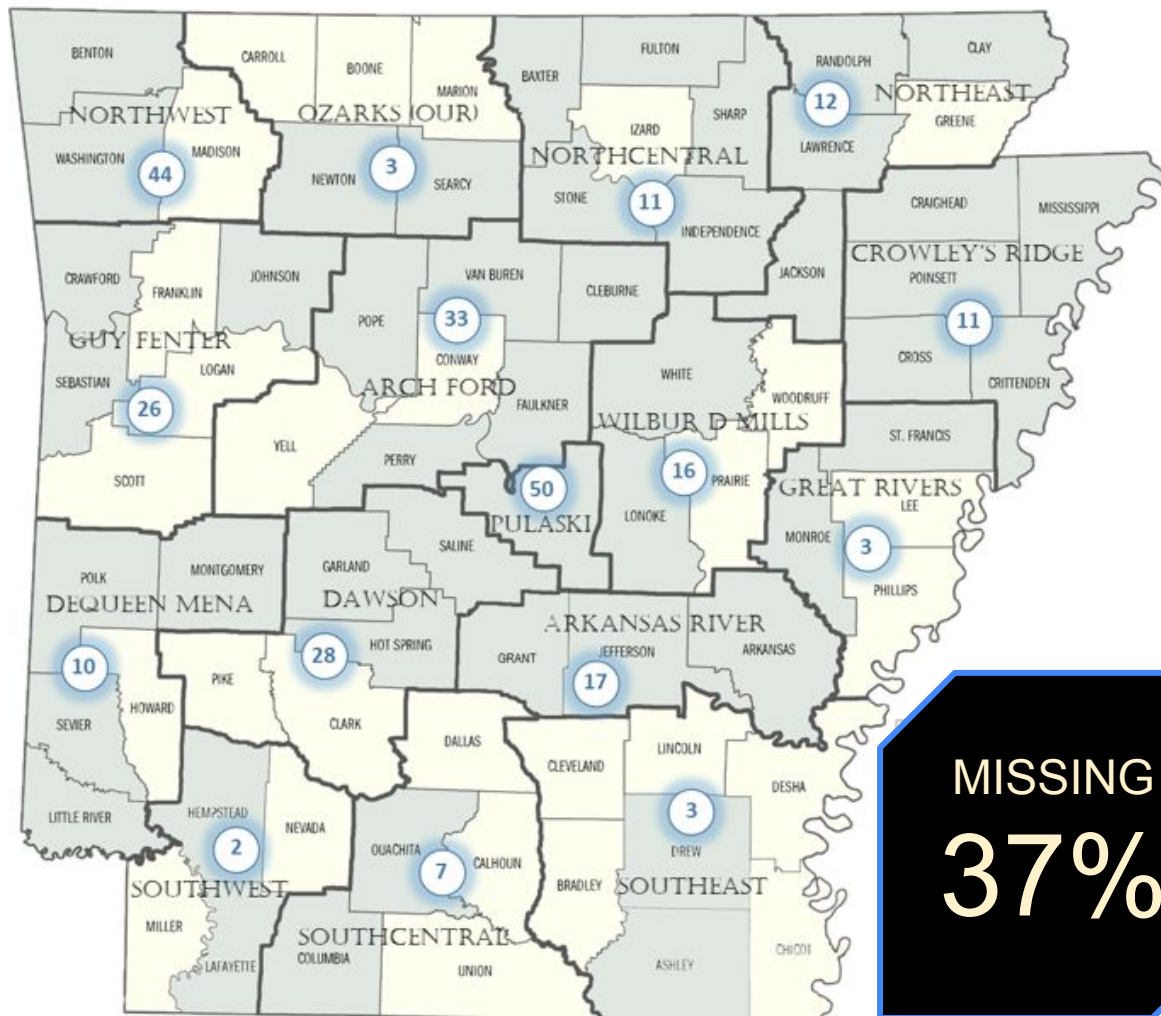 BENTON
CARROLL
BOONE
MARION
BAXTER
FULTON
SHARP
RANDOLPH
CLAY
NORTHWEST
OZARKS (OUR)
IZARD
12
NORTHEAST
GREENE
WASHINGTON
MADISON
44
NEWTON
3
SEARCY
NORTHCENTRAL
STONE
11
INDEPENDENCE
LAWRENCE
CRAIGHEAD
MISSISSIPPI
CRAWFORD
FRANKLIN
JOHNSON
VAN BUREN
CLEBURNE
JACKSON
CROWLEY'S RIDGE
POINSETT
POPE
33
11
GUY FENTER
LOGAN
CONWAY
CROSS
SEBASTIAN
ARCH FORD
FAULKNER
WHITE
WOODRUFF
CRITTENDEN
26
WILBUR D MILLS
ST. FRANCIS
SCOTT
YELL
PERRY
50
PULASKI
16
PRAIRIE
LONOKE
GREAT RIVERS
LEE
MONROE
3
PHILLIPS
POLK
MONTGOMERY
GARLAND
SALINE
DEQUEEN MENA
DAWSON
HOT SPRING
ARKANSAS RIVER
10
PIKE
28
GRANT
JEFFERSON
ARKANSAS
17
SEVIER
HOWARD
CLARK
DALLAS
CLEVELAND
LINCOLN
DESHA
LITTLE RIVER
HEMPSTEAD
NEVADA
2
OUACHITA
7
CALHOUN
3
DREW
SOUTHWEST
BRADLEY
SOUTHEAST
MILLER
LAFAYETTE
SOUTHCENTRAL
COLUMBIA
UNION
ASHLEY
CHICOT
MISSING
37%